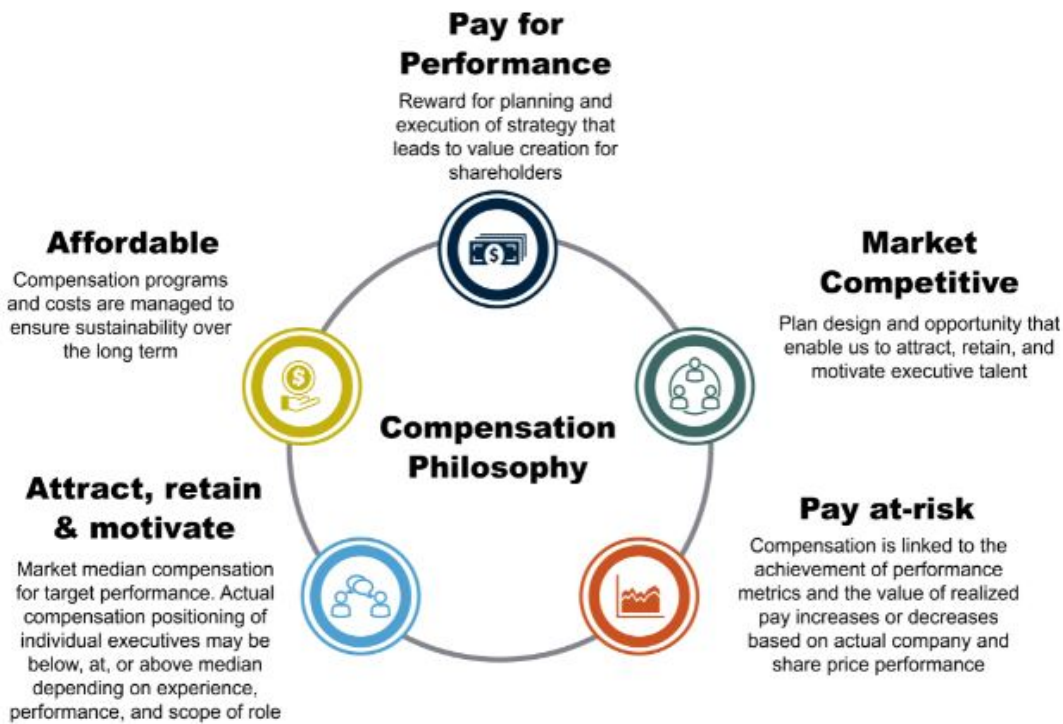 Pay for
Performance
Reward for planning and
execution of strategy that
leads to value creation for
shareholders
Affordable
Compensation programs
and costs are managed to
ensure sustainability over
the long term
Market
Competitive
Plan design and opportunity that
enable us to attract, retain, and
motivate executive talent
Compensation
Philosophy
Attract, retain
& motivate
Market median compensation
for target performance. Actual
compensation positioning of
individual executives may be
below, at, or above median
depending on experience,
performance, and scope of role
Pay at-risk
Compensation is linked to the
achievement of performance
metrics and the value of realized
pay increases or decreases
based on actual company and
share price performance